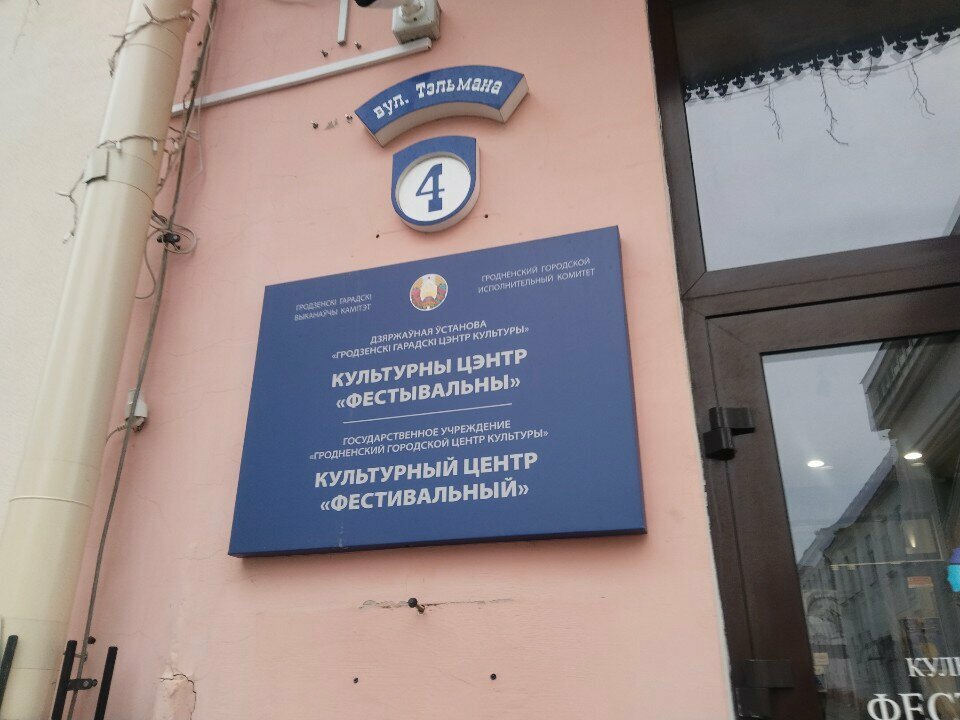 вул. Тэльмана
4
ГРОДЗЕНСКІ ГАРАДСКІ
ВЫКАНАЎЧЫ КАМІТЭТ
ГРОДНЕНСКИЙ ГОРОДСКОЙ
ИСПОЛНИТЕЛЬНЫЙ КОМИТЕТ
ДЗЯРЖАЎНАЯ ЎСТАНОВА
«ГРОДЗЕНСКІ ГАРАДСКІ ЦЭНТР КУЛЬТУРЫ»
КУЛЬТУРНЫ ЦЭНТР
«ФЕСТЫВАЛЬНЫ»
ГОСУДАРСТВЕННОЕ УЧРЕЖДЕНИЕ
«ГРОДНЕНСКИЙ ГОРОДСКОЙ ЦЕНТР КУЛЬТУРЫ»
КУЛЬТУРНЫЙ ЦЕНТР
«ФЕСТИВАЛЬНЫЙ»